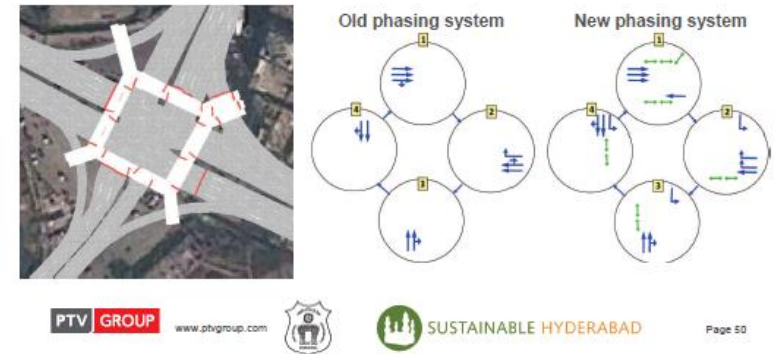 Old phasing system
New phasing system
1
4
2
3
1
4
2
3
PTV GROUP
www.ptvgroup.com
SUSTAINABLE HYDERABAD
Page 50